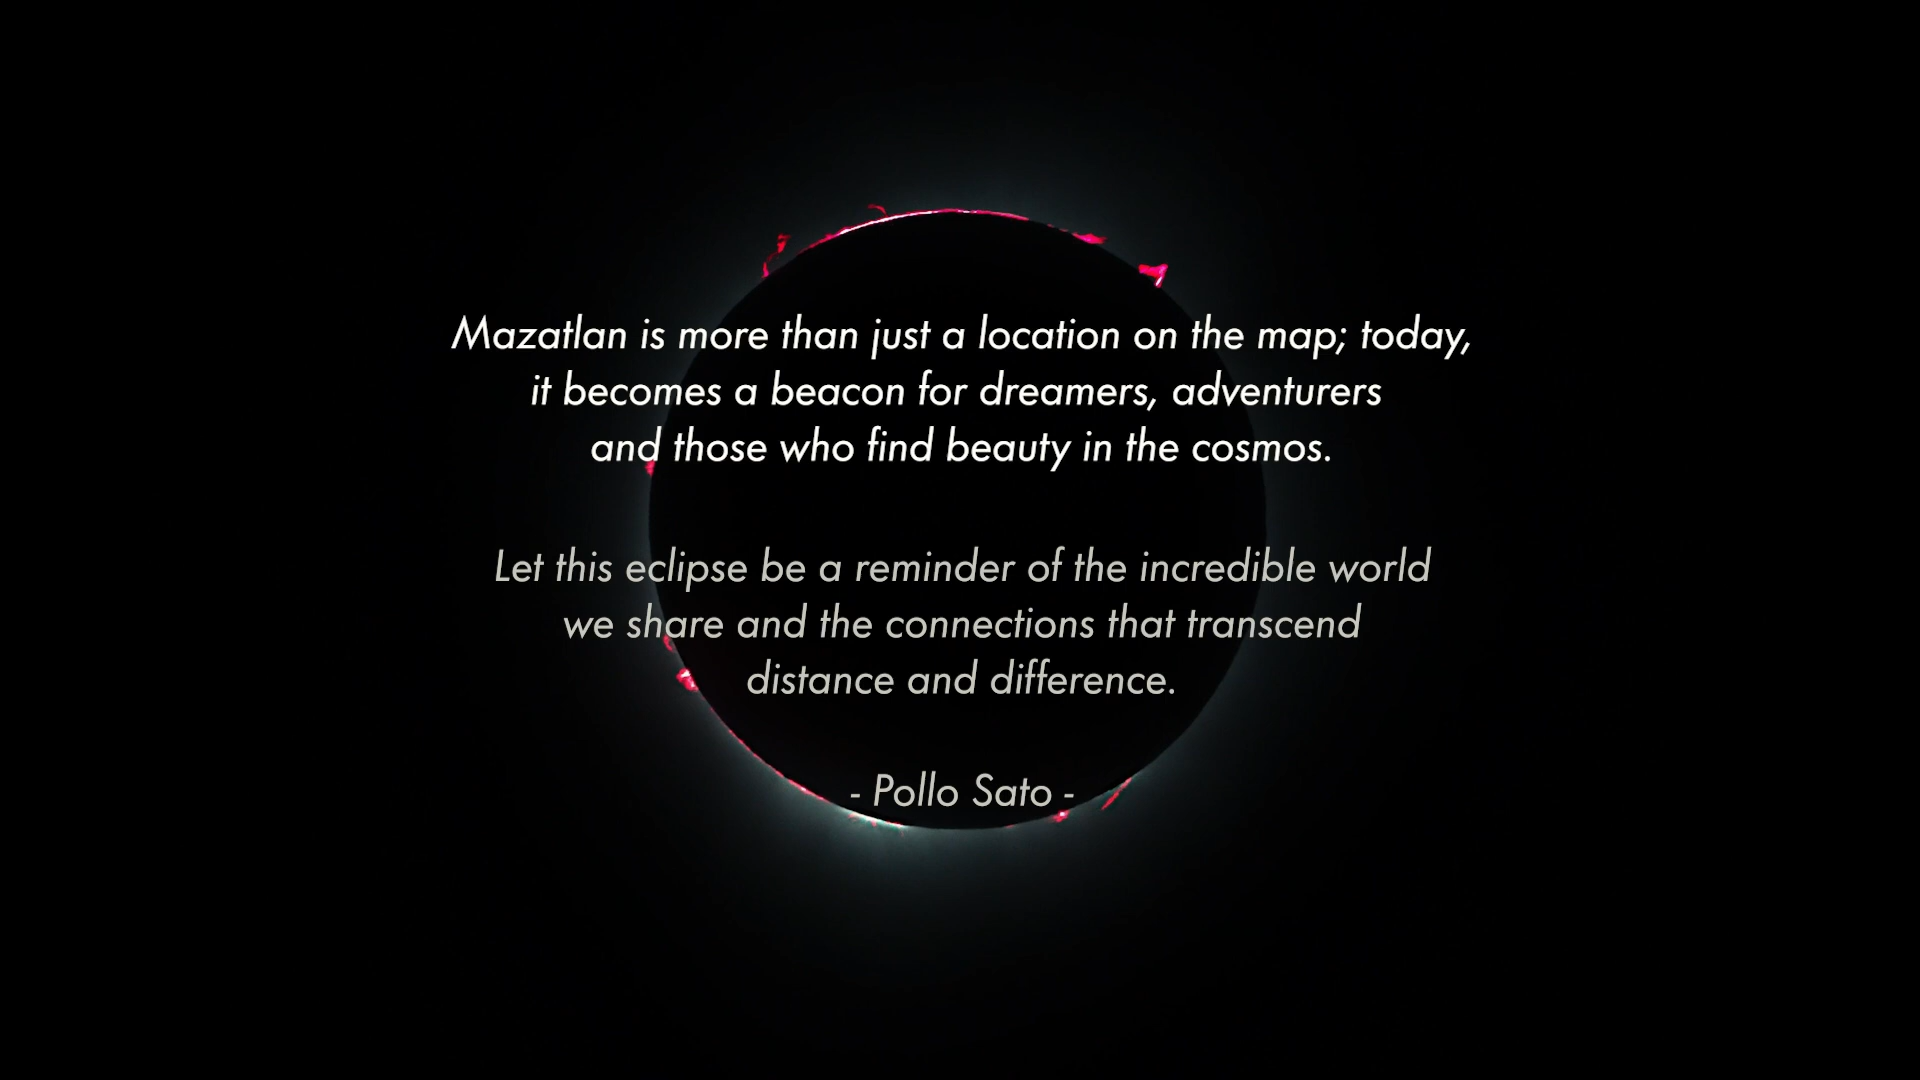 Mazatlan is more than just a location on the map; today,
it becomes a beacon for dreamers, adventurers
and those who find beauty in the cosmos.
Let this eclipse be a reminder of the incredible world
we share and the connections that transcend
distance and difference.
- Pollo Sato -